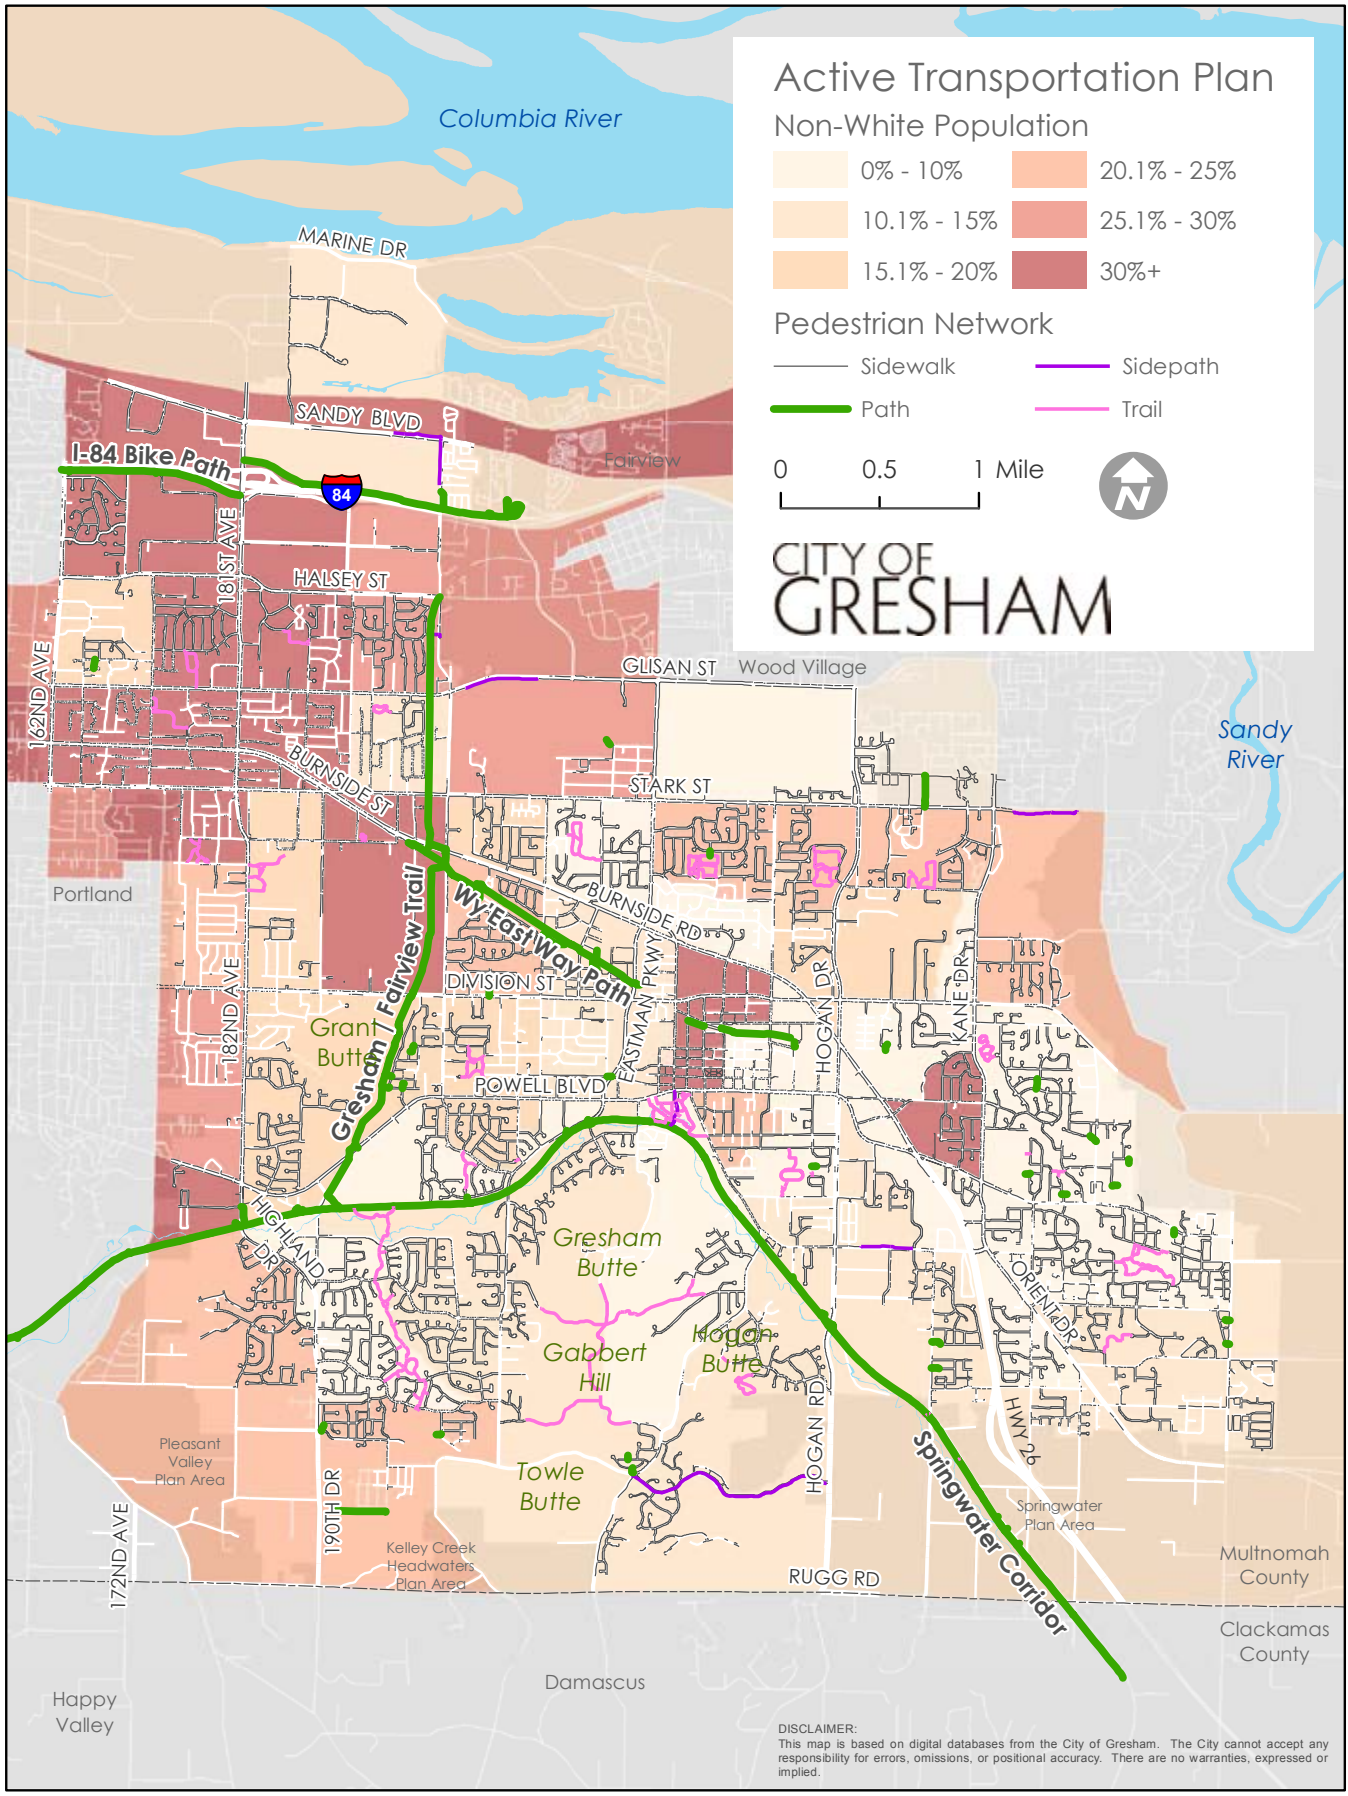 Active Transportation Plan
Non-White Population
0% - 10%
20.1% - 25%
10.1% - 15%
25.1% - 30%
15.1% - 20%
30%+
Pedestrian Network
Sidewalk
Sidepath
Path
Trail
0 0.5 1 Mile
N
CITY OF
GRESHAM
Columbia River
MARINE DR
SANDY BLVD
I-84 Bike Path
84
Fairview
181ST AVE
HALSEY ST
162ND AVE
GLISAN ST
Wood Village
Sandy
River
BURNSIDE ST
STARK ST
Portland
BURNSIDE RD
Wy'East Way Path
Gresham / Fairview Trail/
EASTMAN PKWY
182ND AVE
DIVISION ST
HOGAN DR
KANE DR
Grant
Butte
POWELL BLVD
HIGHLAND
DR
Gresham
Butte
ORIENT DR
Hogan
Butte
Gabbert
Hill
HOGAN RD
HWY 26
Pleasant
Valley
Plan Area
Towle
Butte
Springwater Corridor
190TH DR
172ND AVE
Springwater
Plan Area
Kelley Creek
Headwaters
Plan Area
RUGG RD
Multnomah
County
Clackamas
County
Damascus
Happy
Valley
DISCLAIMER:
This map is based on digital databases from the City of Gresham. The City cannot accept any
responsibility for errors, omissions, or positional accuracy. There are no warranties, expressed or
implied.